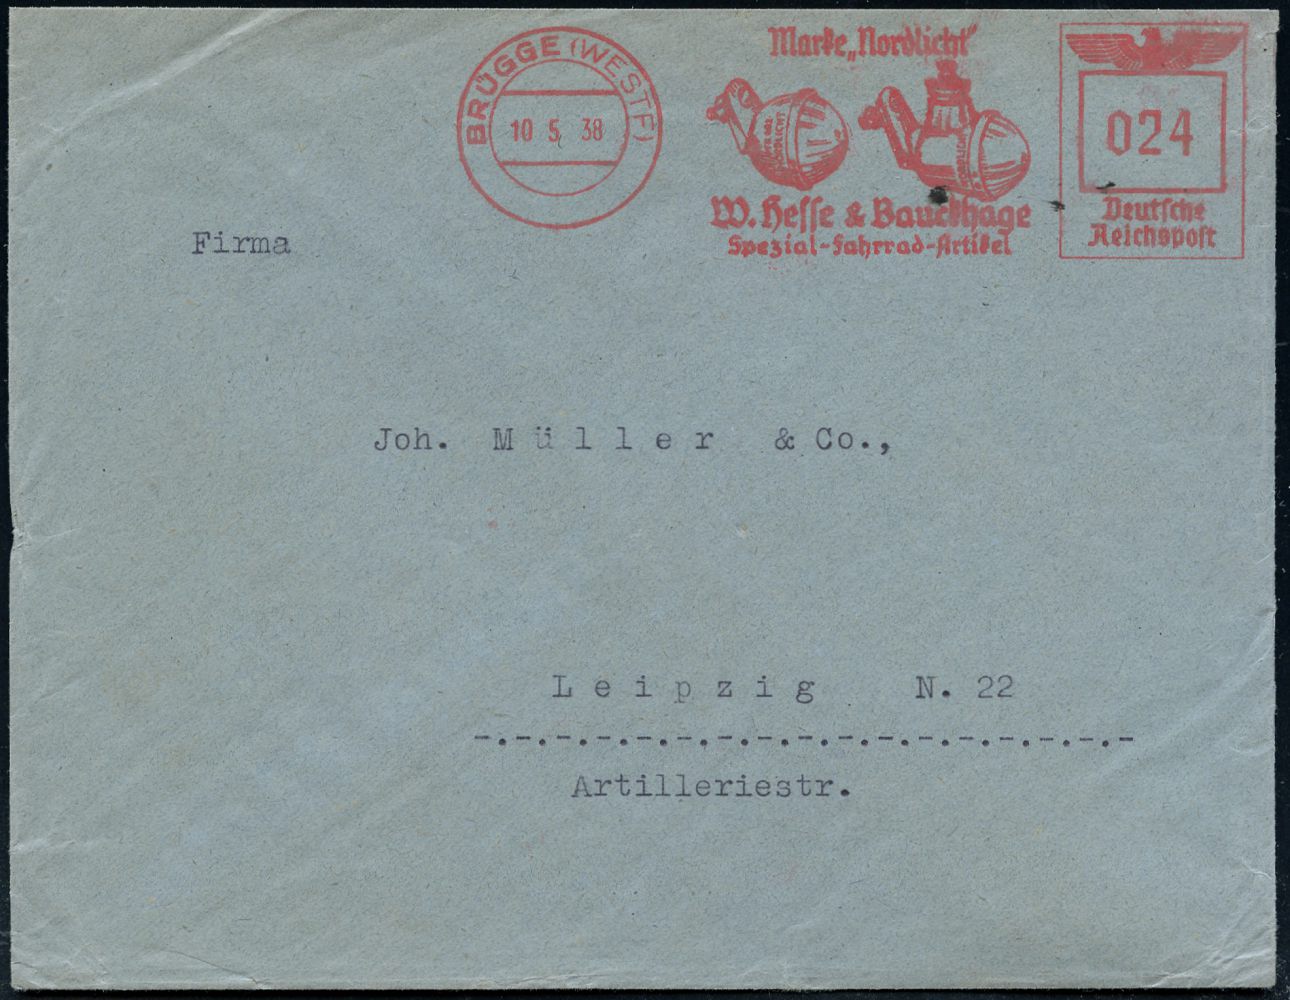 BRÜGGE (WESTF)
10 5 38
Marke „Nordlicht"
W. Hesse & Bauckhage
Spezial-Fahrrad-Artikel
024
Deutsche
Reichspost
Firma
Joh. Müller & Co.,
Leipzig N. 22
-.-.-.-.-.-.-.-.-.-.-.-.-.-.-.-.-
Artilleriestr.